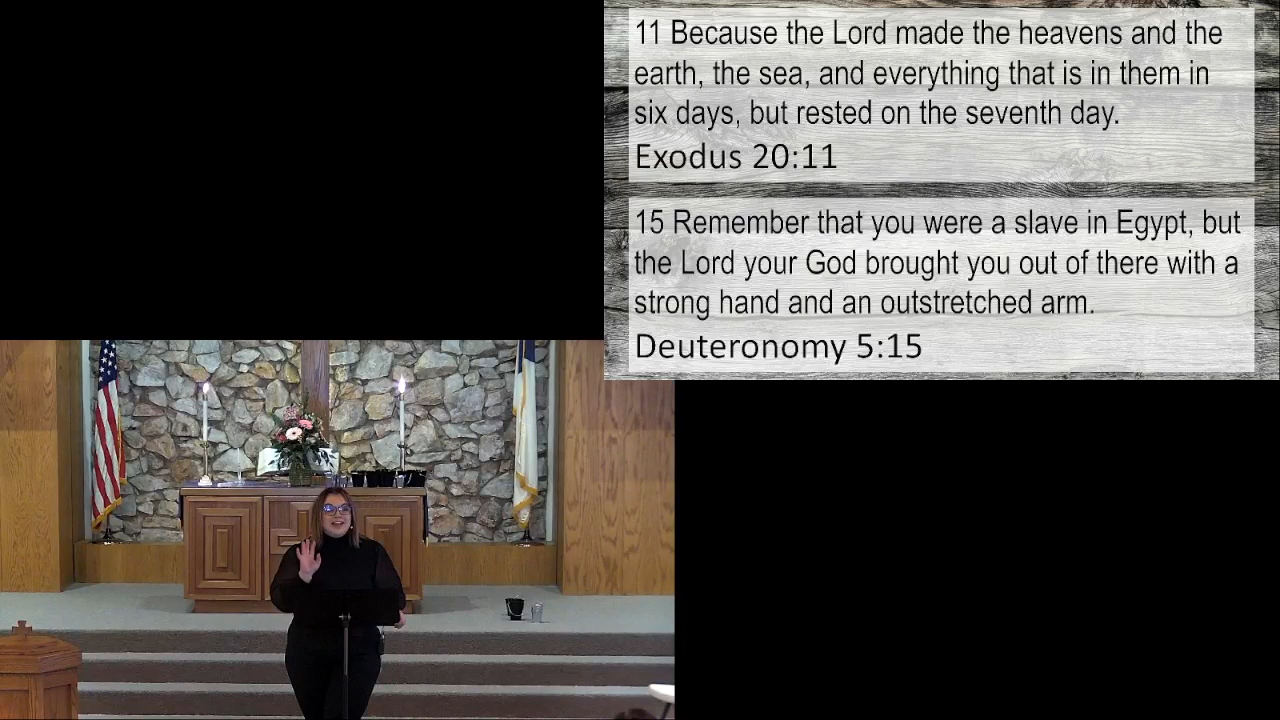 11 Because the Lord made the heavens and the
earth, the sea, and everything that is in them in
six days, but rested on the seventh day.
Exodus 20:11
15 Remember that you were a slave in Egypt, but
the Lord your God brought you out of there with a
strong hand and an outstretched arm.
Deuteronomy 5:15